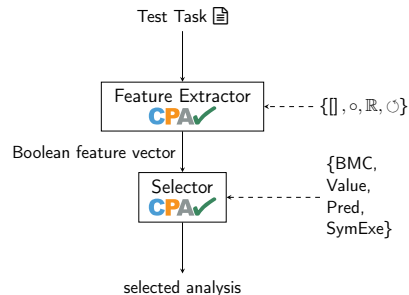 Test Task
Feature Extractor
CPA
{[], ∘, ℝ, ↺}
Boolean feature vector
Selector
CPA
{BMC,
Value,
Pred,
SymExe}
selected analysis